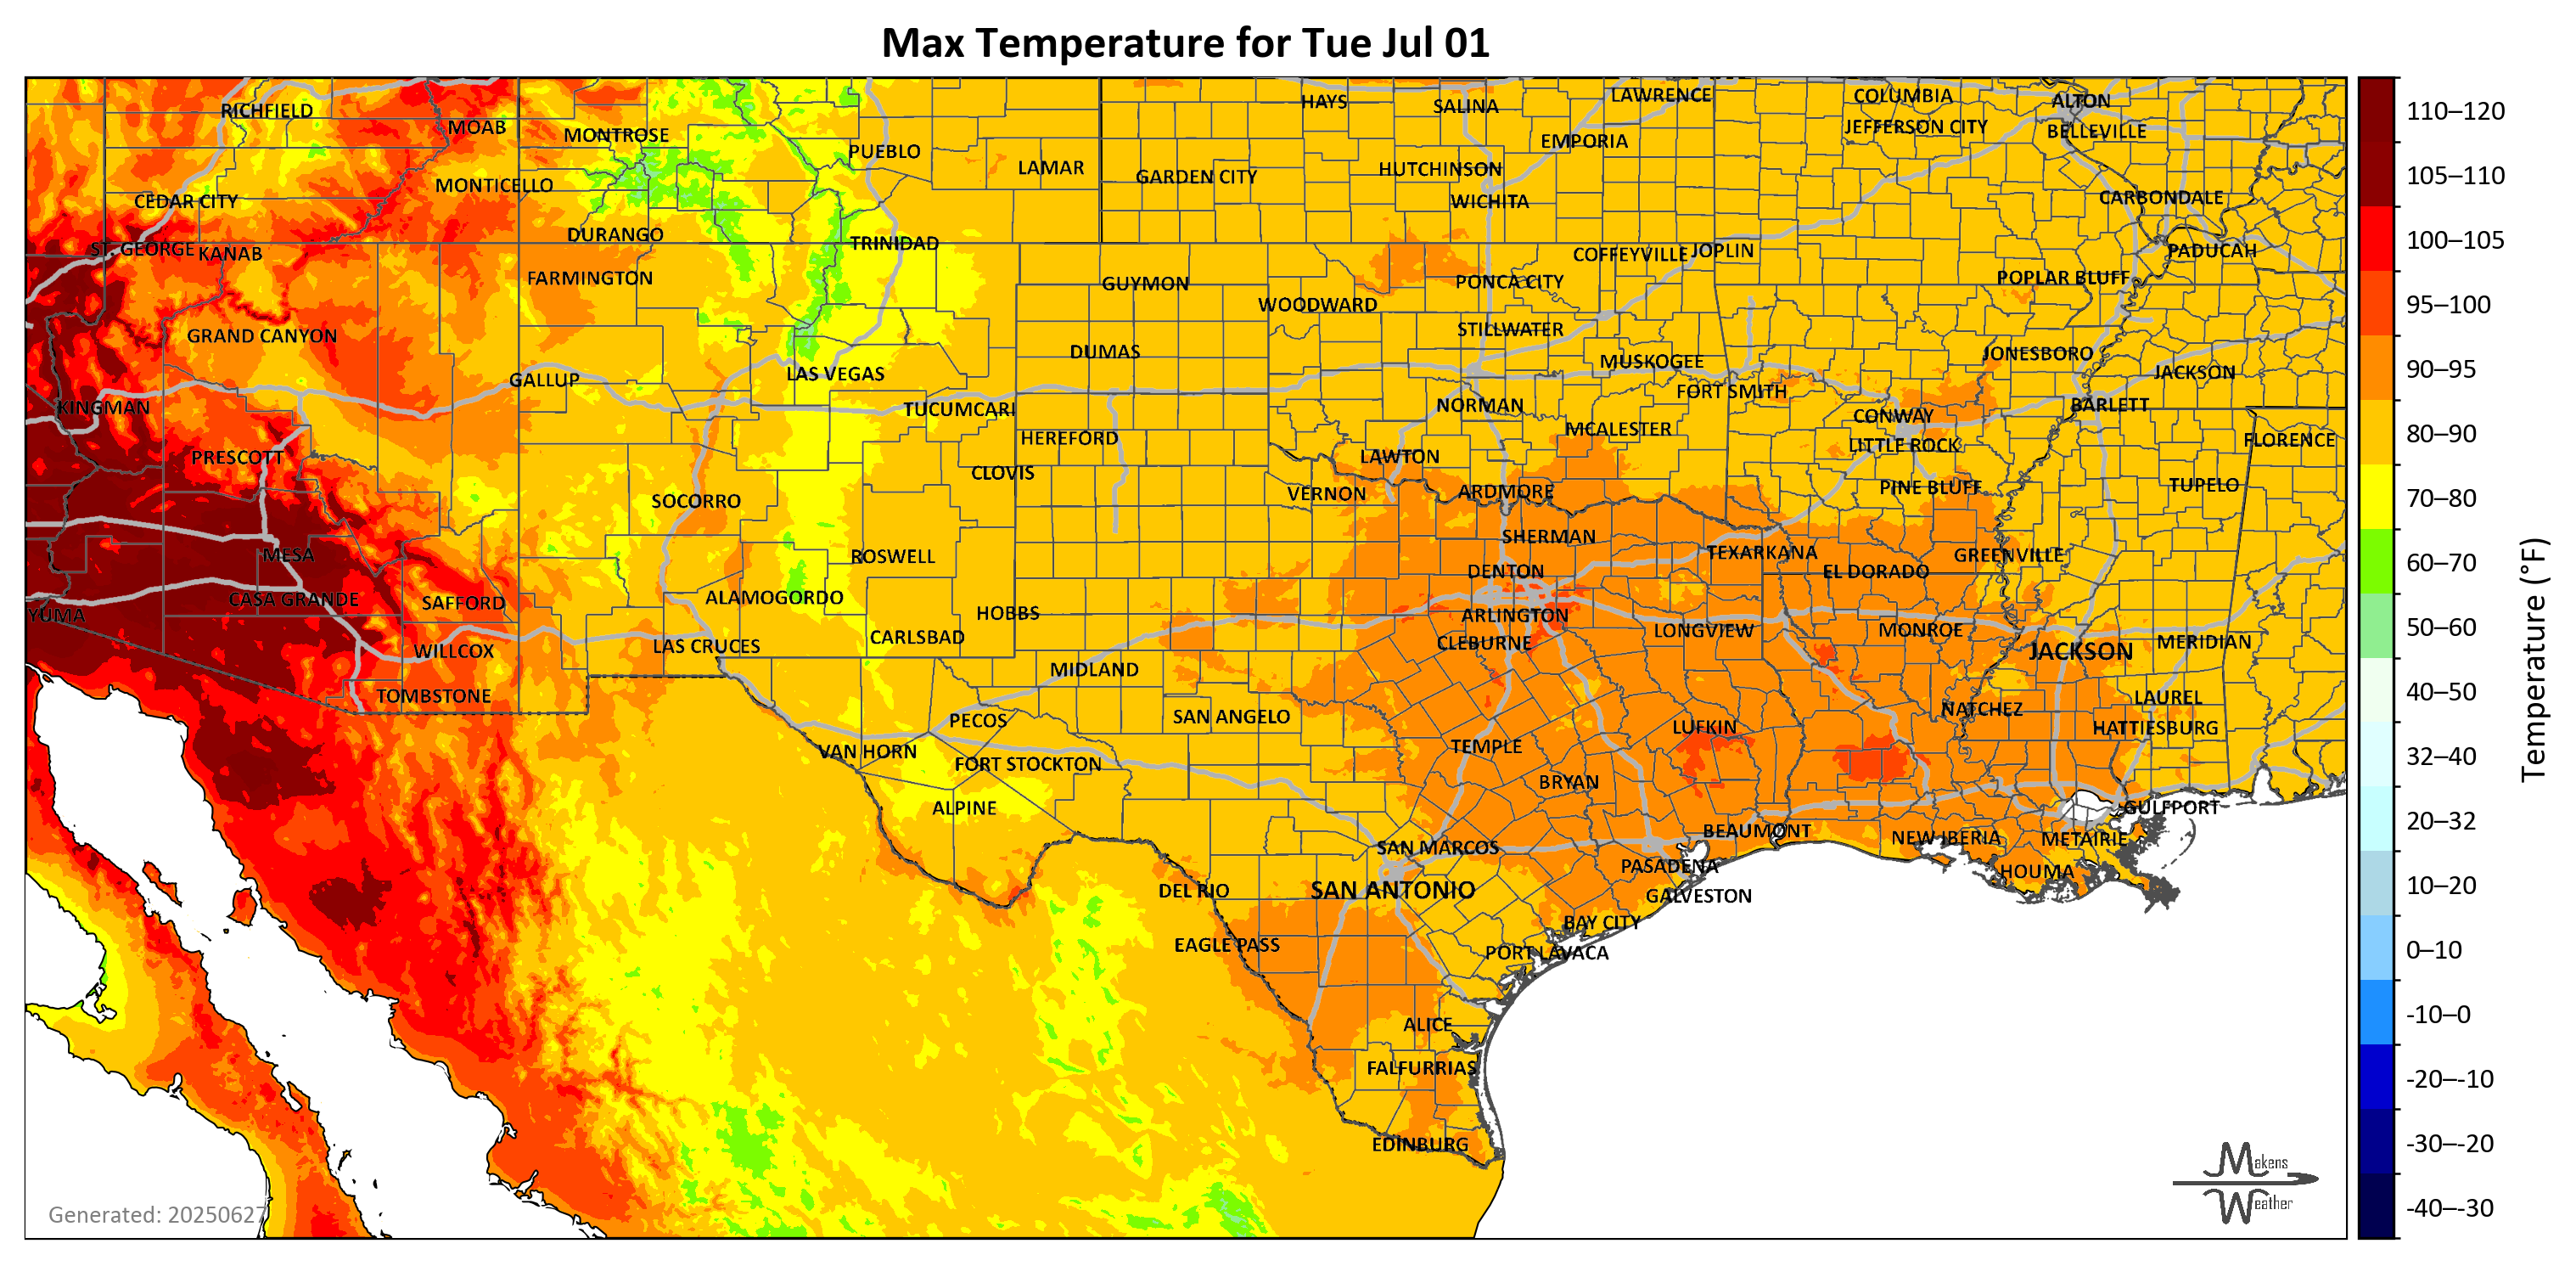 Max Temperature for Tue Jul 01
RICHFIELD
MOAB
MONTROSE
PUEBLO
LAMAR
HAYS
SALINA
LAWRENCE
COLUMBIA
ALTON
GARDEN CITY
HUTCHINSON
EMPORIA
JEFFERSON CITY
BELLEVILLE
CEDAR CITY
MONTICELLO
WICHITA
CARBONDALE
ST. GEORGE
KANAB
DURANGO
TRINIDAD
COFFEYVILLE
JOPLIN
PADUCAH
FARMINGTON
GUYMON
WOODWARD
PONCA CITY
POPLAR BLUFF
GRAND CANYON
DUMAS
STILLWATER
MUSKOGEE
JONESBORO
GALLUP
LAS VEGAS
FORT SMITH
JACKSON
KINGMAN
TUCUMCARI
NORMAN
CONWAY
BARLETT
HEREFORD
MCALESTER
LITTLE ROCK
FLORENCE
PRESCOTT
CLOVIS
LAWTON
SOCORRO
VERNON
ARDMORE
PINE BLUFF
TUPELO
MESA
ROSWELL
SHERMAN
TEXARKANA
GREENVILLE
YUMA
CASA GRANDE
SAFFORD
ALAMOGORDO
HOBBS
DENTON
EL DORADO
ARLINGTON
WILLCOX
LAS CRUCES
CARLSBAD
CLEBURNE
LONGVIEW
MONROE
JACKSON
MERIDIAN
TOMBSTONE
MIDLAND
NATCHEZ
LAUREL
PECOS
SAN ANGELO
LUFKIN
HATTIESBURG
VAN HORN
FORT STOCKTON
TEMPLE
ALPINE
BRYAN
GULFPORT
SAN MARCOS
BEAUMONT
NEW IBERIA
METAIRIE
DEL RIO
SAN ANTONIO
PASADENA
GALVESTON
HOUMA
EAGLE PASS
BAY CITY
PORT LAVACA
ALICE
FALFURRIAS
EDINBURG
Generated: 20250627
Makens
Weather
110–120
105–110
100–105
95–100
90–95
80–90
70–80
60–70
50–60
40–50
32–40
20–32
10–20
0–10
-10–0
-20–-10
-30–-20
-40–-30
Temperature (°F)